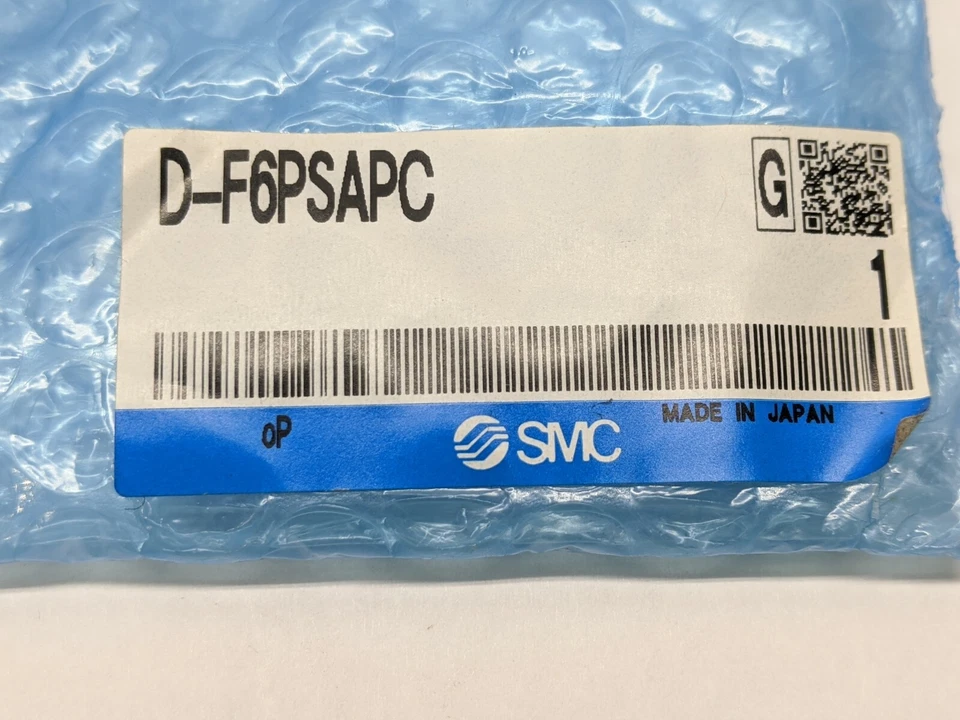 D-F6PSAPC
G
1
oP
SMC
MADE IN JAPAN